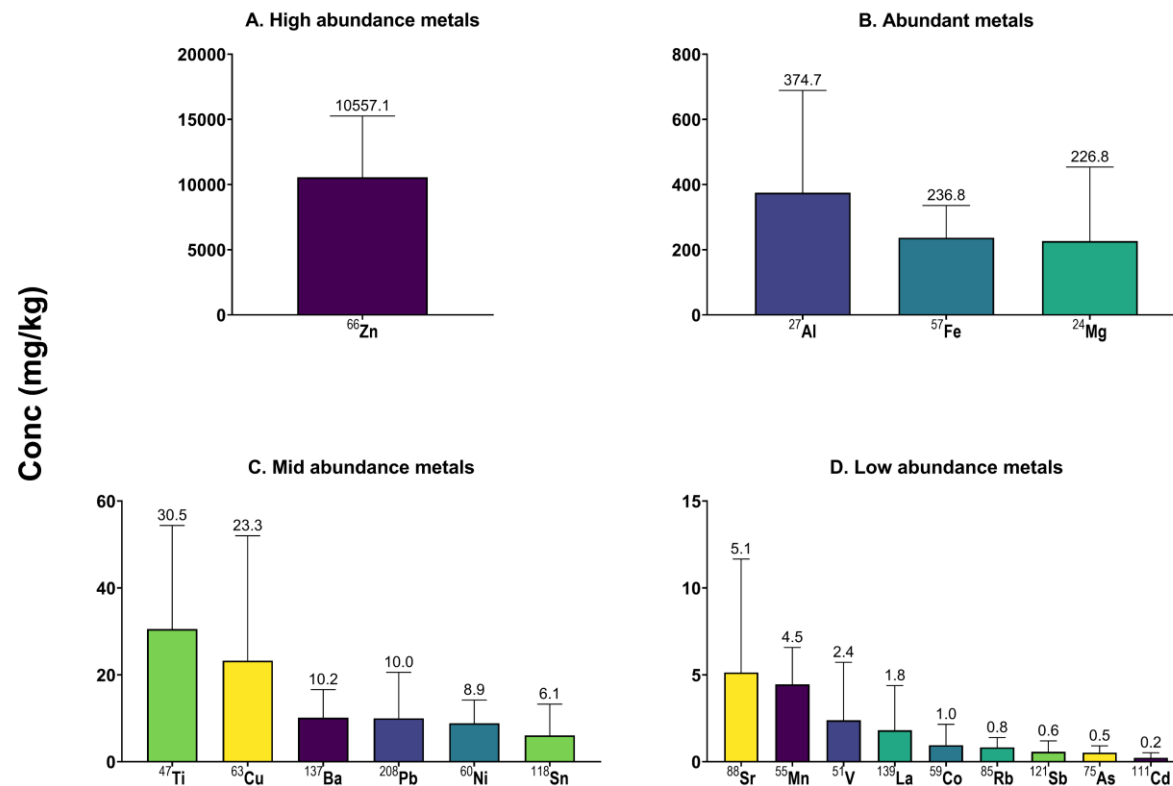 A. High abundance metals
20000
15000
10000
5000
0
10557.1
66Zn
B. Abundant metals
800
600
400
200
0
374.7
236.8
226.8
27Al
57Fe
24Mg
Conc (mg/kg)
C. Mid abundance metals
60
40
20
0
30.5
23.3
10.2
10.0
8.9
6.1
47Ti
63Cu
137Ba
208Pb
60Ni
118Sn
D. Low abundance metals
15
10
5
0
5.1
4.5
2.4
1.8
1.0
0.8
0.6
0.5
0.2
88Sr
55Mn
51V
139La
59Co
85Rb
121Sb
75As
111Cd